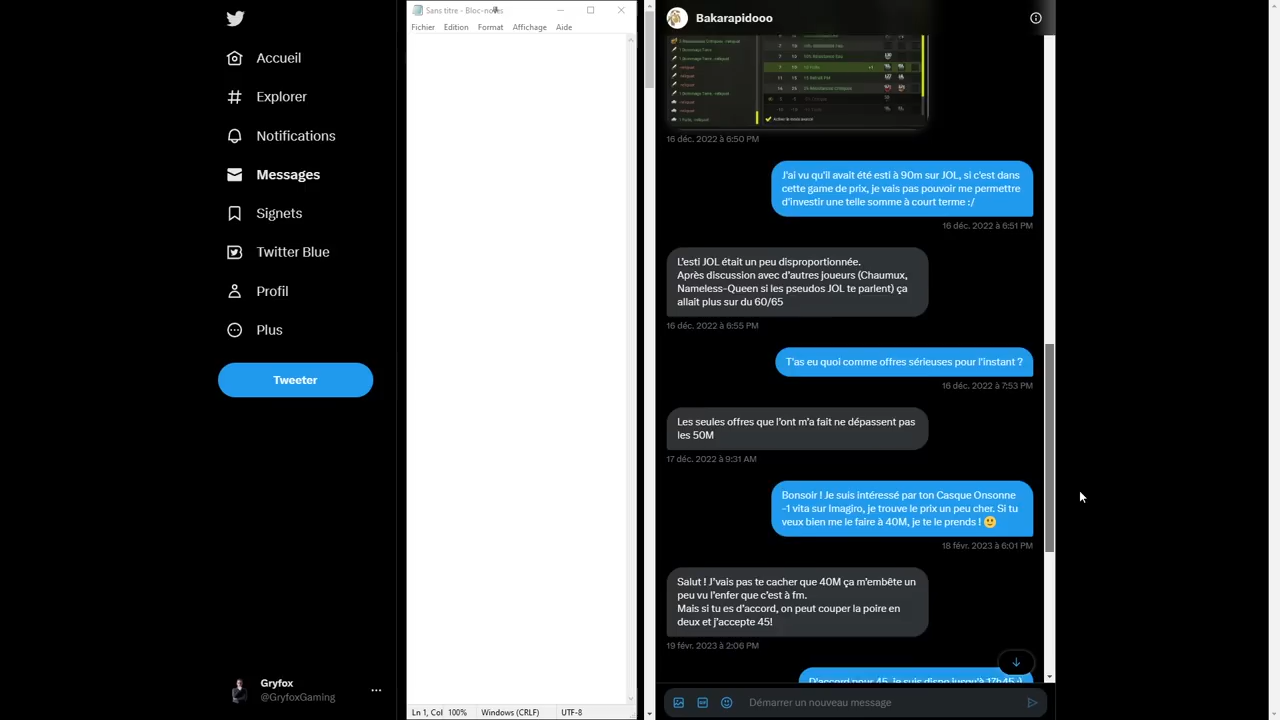 Accueil
Explorer
Notifications
Messages
Signets
Twitter Blue
Profil
Plus
Tweeter
Gryfox
@GryfoxGaming
Sans titre - Bloc-notes
Fichier Edition Format Affichage Aide
Ln 1, Col 100% Windows (CRLF) UTF-8
Bakarapidooo
16 déc. 2022 à 6:50 PM
J'ai vu qu'il avait été esti à 90m sur JOL, si c'est dans
cette game de prix, je vais pas pouvoir me permettre
d'investir une telle somme à court terme :/
16 déc. 2022 à 6:51 PM
L'esti JOL était un peu disproportionnée.
Après discussion avec d'autres joueurs (Chaumux,
Nameless-Queen si les pseudos JOL te parlent) ça
allait plus sur du 60/65
16 déc. 2022 à 6:55 PM
T'as eu quoi comme offres sérieuses pour l'instant ?
16 déc. 2022 à 7:53 PM
Les seules offres que l'ont m'a fait ne dépassent pas
les 50M
17 déc. 2022 à 9:31 AM
Bonsoir ! Je suis intéressé par ton Casque Onsonne
-1 vita sur Imagiro, je trouve le prix un peu cher. Si tu
veux bien me le faire à 40M, je te le prends ! 🙂
18 févr. 2023 à 6:01 PM
Salut ! J'vais pas te cacher que 40M ça m'embête un
peu vu l'enfer que c'est à fm.
Mais si tu es d'accord, on peut couper la poire en
deux et j'accepte 45!
19 févr. 2023 à 2:06 PM
D'accord pour 45, je suis dispo jusqu'à 17h45 :)
Démarrer un nouveau message